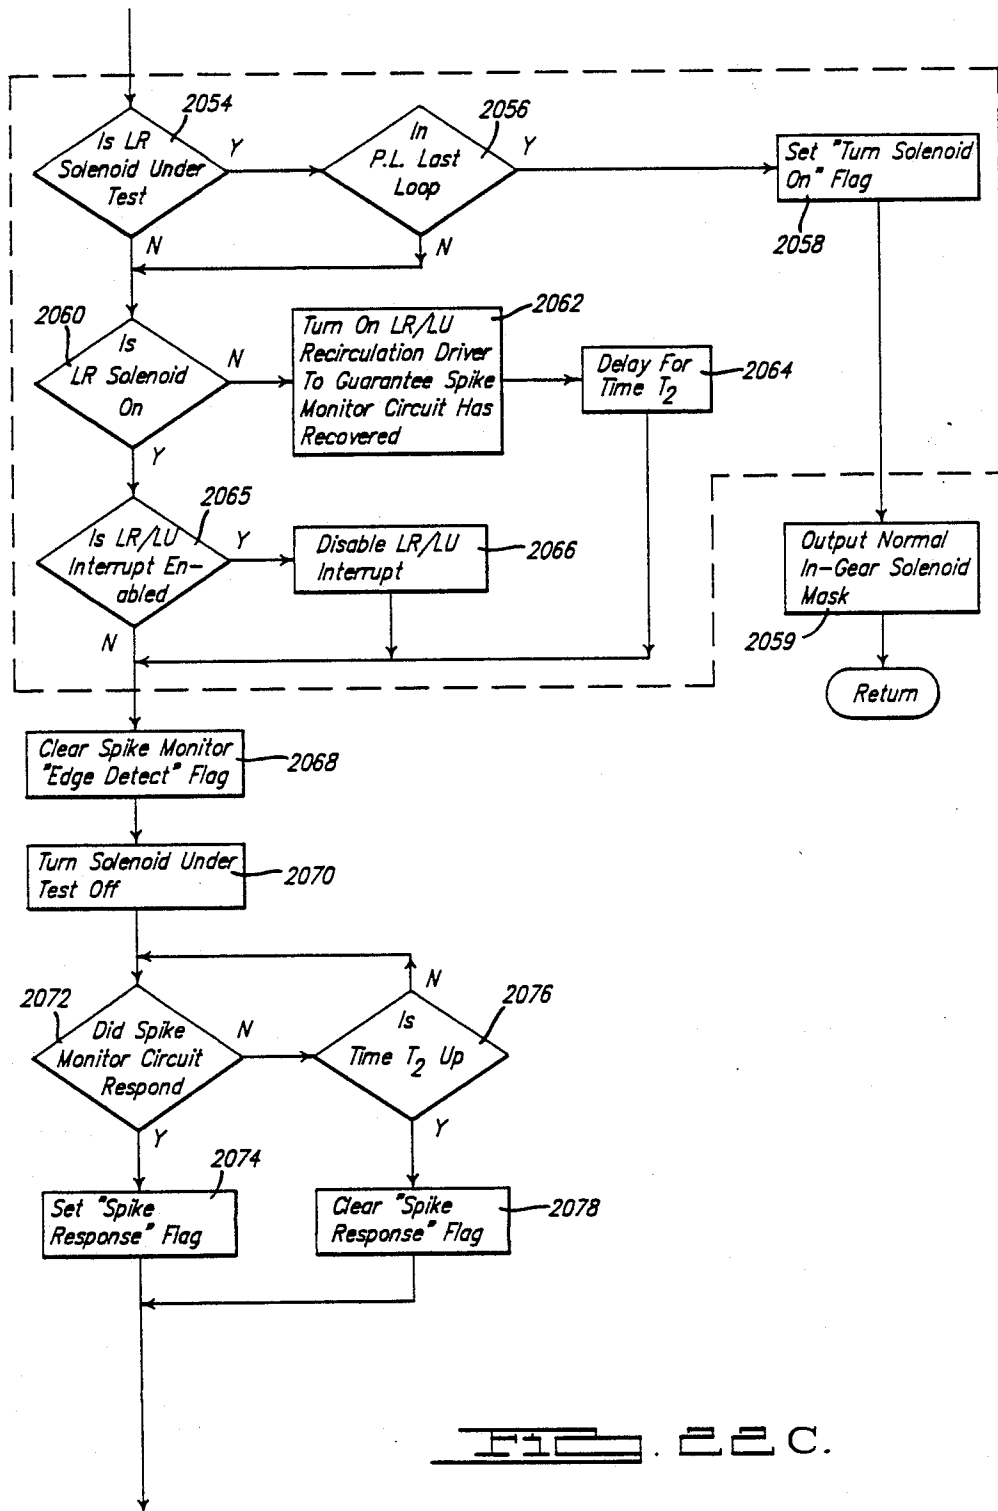 2054
Is LR
Solenoid Under
Test
Y
N
2056
In
P.L. Last
Loop
Y
N
Set "Turn Solenoid
On" Flag
2058
2060
Is
LR Solenoid
On
N
Y
2062
Turn On LR/LU
Recirculation Driver
To Guarantee Spike
Monitor Circuit Has
Recovered
Delay For
Time T2
2064
2065
Is LR/LU
Interrupt En-
abled
Y
N
Disable LR/LU
Interrupt
2066
Output Normal
In-Gear Solenoid
Mask
2059
Return
Clear Spike Monitor
"Edge Detect" Flag
2068
Turn Solenoid Under
Test Off
2070
2072
Did Spike
Monitor Circuit
Respond
N
Y
2076
Is
Time T2 Up
N
Y
2074
Set "Spike
Response" Flag
Clear "Spike
Response" Flag
2078
FIG. 22C.